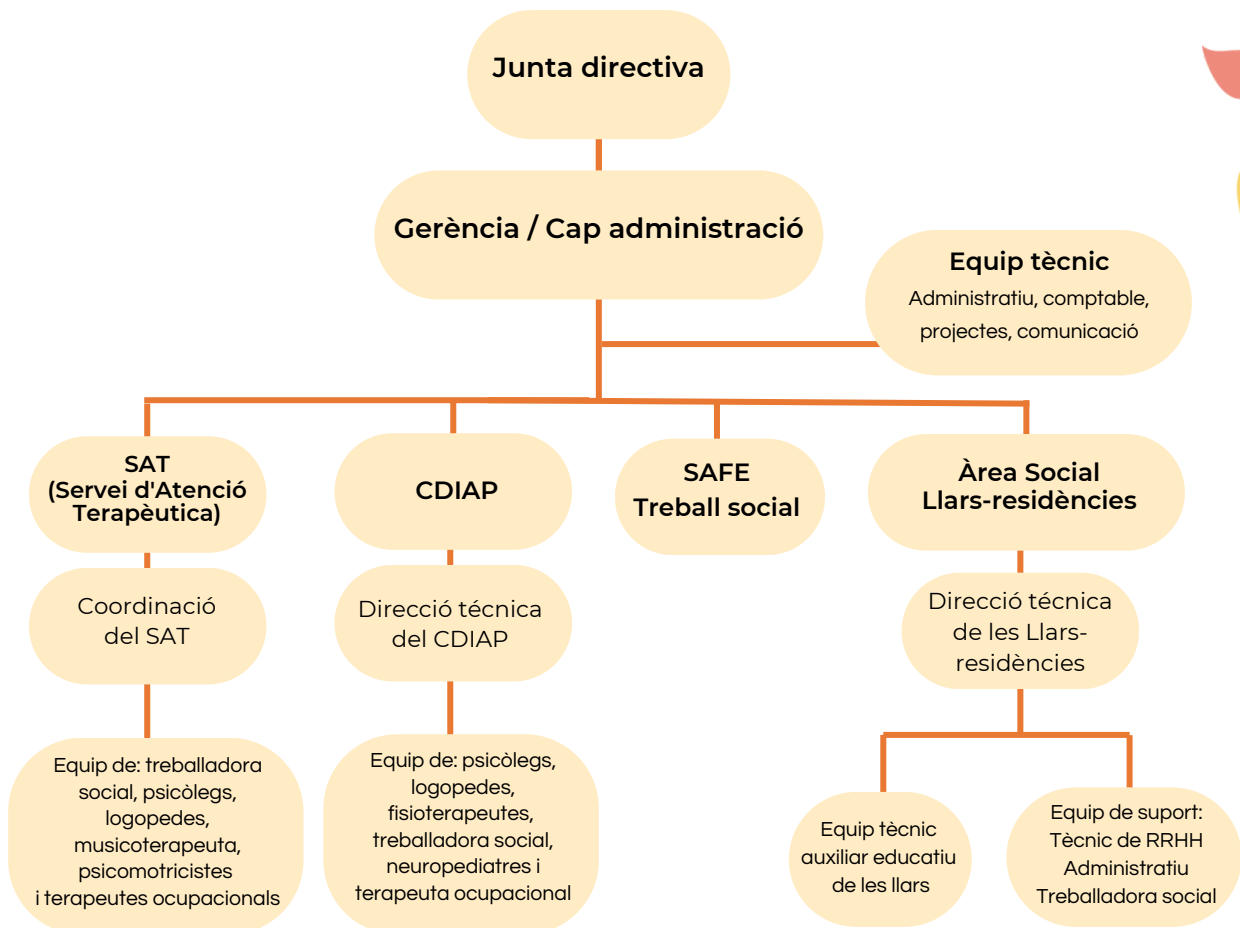 Junta directiva
Gerència / Cap administració
Equip tècnic
Administratiu, comptable,
projectes, comunicació
SAT
(Servei d'Atenció
Terapèutica)
CDIAP
SAFE
Treball social
Àrea Social
Llars-residències
Coordinació
del SAT
Direcció técnica
del CDIAP
Direcció técnica
de les Llars-
residències
Equip de: treballadora
social, psicòlegs,
logopedes,
musicoterapeuta,
psicomotricistes
i terapeutes ocupacionals
Equip de: psicòlegs,
logopedes,
fisioterapeutes,
treballadora social,
neuropediatres i
terapeuta ocupacional
Equip tècnic
auxiliar educatiu
de les llars
Equip de suport:
Tècnic de RRHH
Administratiu
Treballadora social